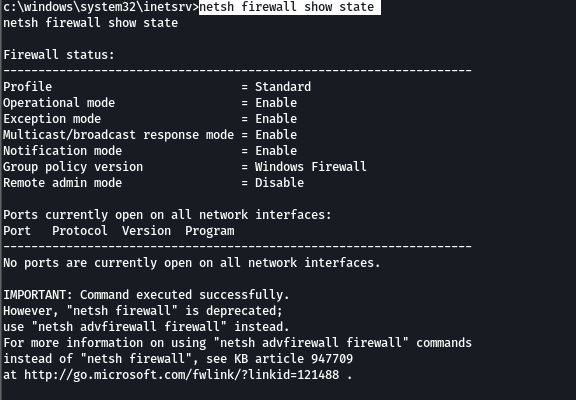 c:\windows\system32\inetsrv>netsh firewall show state
netsh firewall show state
Firewall status:
-------------------------------------------------------------------
Profile                           = Standard
Operational mode                  = Enable
Exception mode                    = Enable
Multicast/broadcast response mode = Enable
Notification mode                 = Enable
Group policy version              = Windows Firewall
Remote admin mode                 = Disable
Ports currently open on all network interfaces:
Port   Protocol  Version  Program
-------------------------------------------------------------------
No ports are currently open on all network interfaces.
IMPORTANT: Command executed successfully.
However, "netsh firewall" is deprecated;
use "netsh advfirewall firewall" instead.
For more information on using "netsh advfirewall firewall" commands
instead of "netsh firewall", see KB article 947709
at http://go.microsoft.com/fwlink/?linkid=121488 .